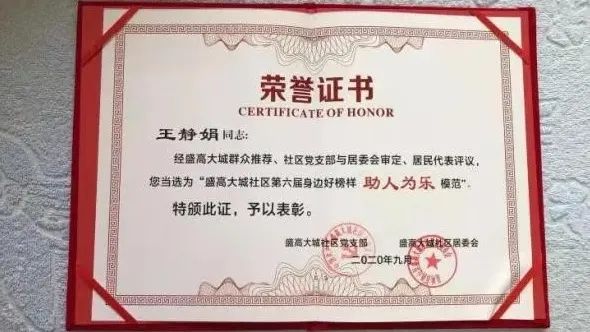 荣誉证书
CERTIFICATE OF HONOR
王静娟同志:
经盛高大城群众推荐、社区党支部与居委会审定、居民代表评议,
您当选为“盛高大城社区第六届身边好榜样 助人为乐 模范”.
特颁此证,予以表彰。
盛高大城社区党支部 盛高大城社区居委会
二〇二〇年九月